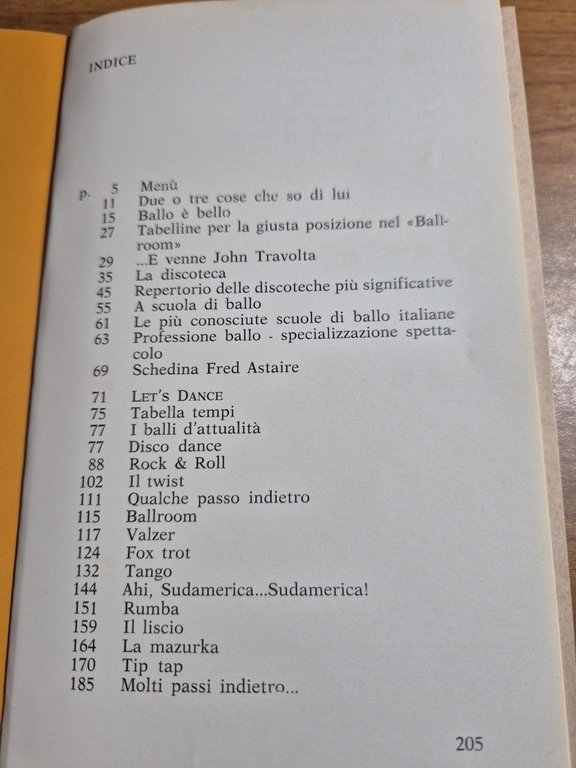 INDICE
p. 5 Menù
11 Due o tre cose che so di lui
15 Ballo è bello
27 Tabelline per la giusta posizione nel «Ball-
room»
29 ...E venne John Travolta
35 La discoteca
45 Repertorio delle discoteche più significative
55 A scuola di ballo
61 Le più conosciute scuole di ballo italiane
63 Professione ballo - specializzazione spetta-
colo
69 Schedina Fred Astaire
71 LET'S DANCE
75 Tabella tempi
77 I balli d'attualità
77 Disco dance
88 Rock & Roll
102 Il twist
111 Qualche passo indietro
115 Ballroom
117 Valzer
124 Fox trot
132 Tango
144 Ahi, Sudamerica...Sudamerica!
151 Rumba
159 Il liscio
164 La mazurka
170 Tip tap
185 Molti passi indietro...
205